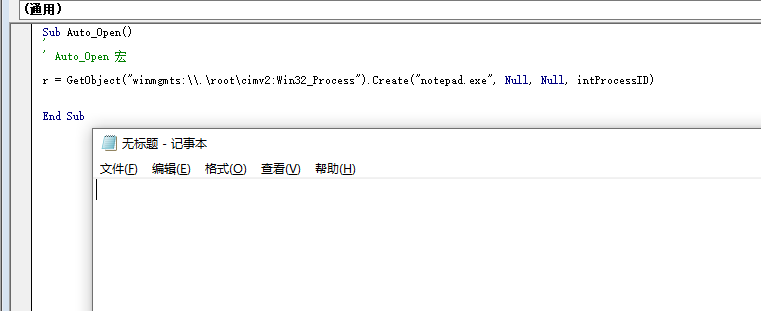 (通用)
Sub Auto_Open()
'
' Auto_Open 宏
r = GetObject("winmgmts:\\.\root\cimv2:Win32_Process").Create("notepad.exe", Null, Null, intProcessID)
End Sub
无标题 - 记事本
文件(F) 编辑(E) 格式(O) 查看(V) 帮助(H)